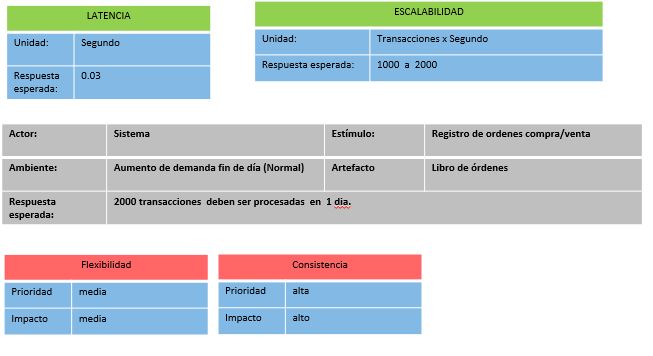 LATENCIA
Unidad: Segundo
Respuesta esperada: 0.03
ESCALABILIDAD
Unidad: Transacciones x Segundo
Respuesta esperada: 1000 a 2000
Actor: Sistema Estímulo: Registro de ordenes compra/venta
Ambiente: Aumento de demanda fin de día (Normal) Artefacto Libro de órdenes
Respuesta esperada: 2000 transacciones deben ser procesadas en 1 dia.
Flexibilidad
Prioridad media
Impacto media
Consistencia
Prioridad alta
Impacto alto